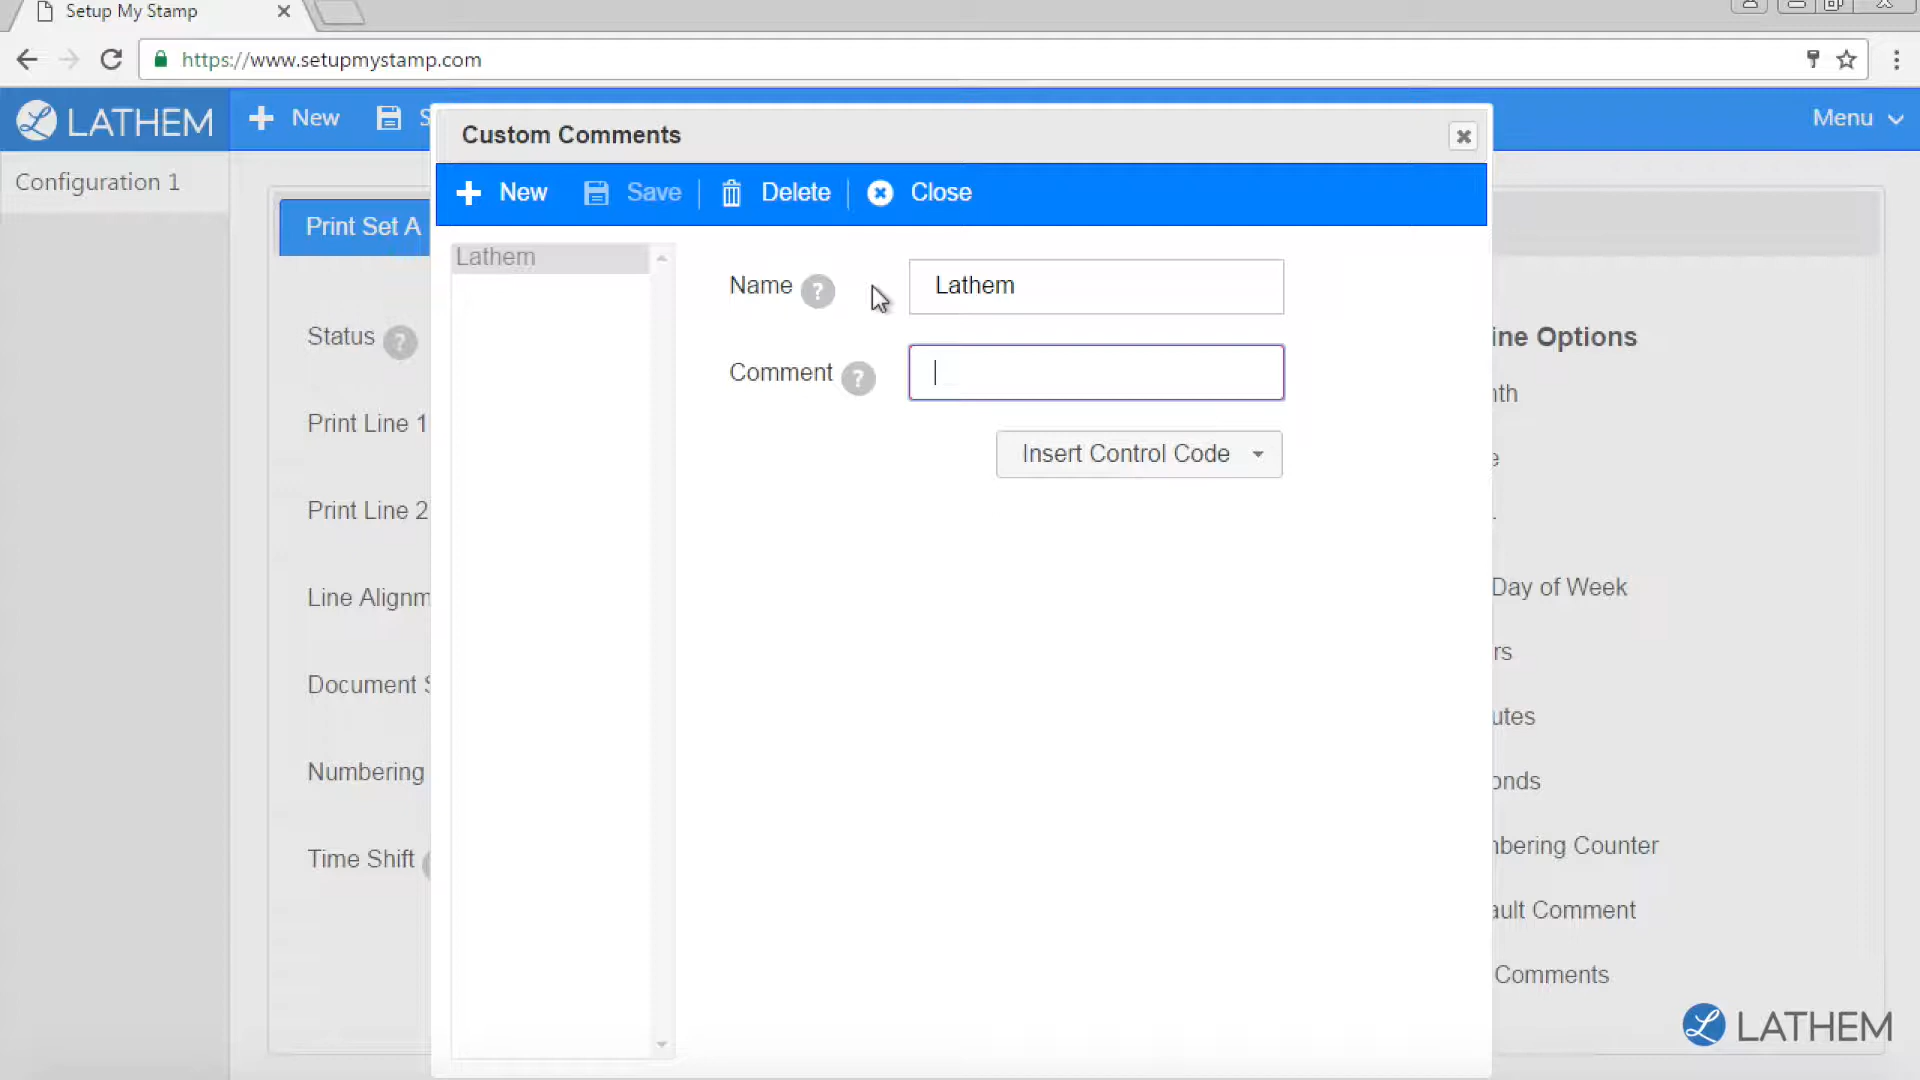 Setup My Stamp
https://www.setupmystamp.com
LATHEM
New
Menu
Configuration 1
Custom Comments
New
Save
Delete
Close
Lathem
Name ?
Lathem
Comment ?
Insert Control Code
Print Set A
Status ?
Print Line 1
Print Line 2
Line Alignm
Document S
Numbering
Time Shift
ine Options
nth
e
Day of Week
rs
utes
onds
nbering Counter
ault Comment
Comments
LATHEM